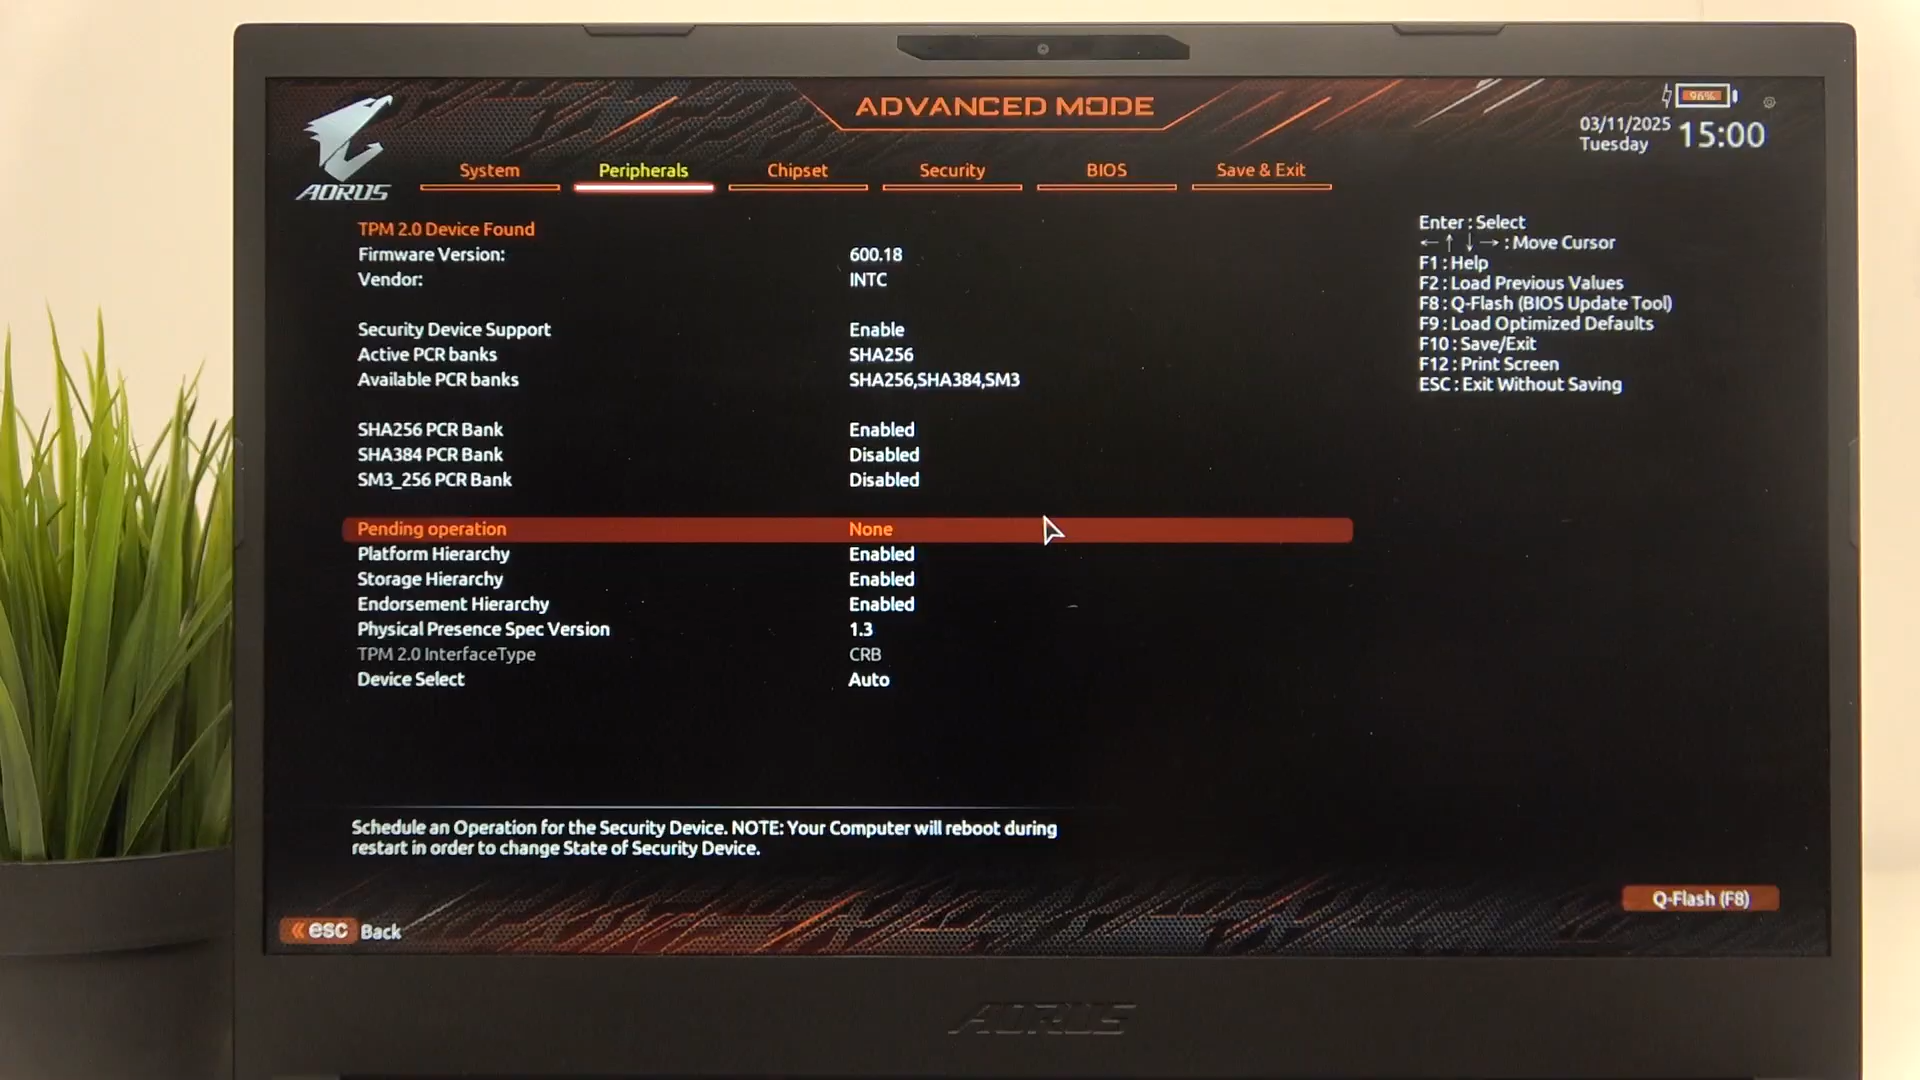 ADVANCED MODE
96%
03/11/2025
Tuesday
15:00
AORUS
System
Peripherals
Chipset
Security
BIOS
Save & Exit
TPM 2.0 Device Found
Firmware Version: 600.18
Vendor: INTC
Security Device Support Enable
Active PCR banks SHA256
Available PCR banks SHA256,SHA384,SM3
SHA256 PCR Bank Enabled
SHA384 PCR Bank Disabled
SM3_256 PCR Bank Disabled
Pending operation None
Platform Hierarchy Enabled
Storage Hierarchy Enabled
Endorsement Hierarchy Enabled
Physical Presence Spec Version 1.3
TPM 2.0 InterfaceType CRB
Device Select Auto
Enter : Select
←↑↓→ : Move Cursor
F1 : Help
F2 : Load Previous Values
F8 : Q-Flash (BIOS Update Tool)
F9 : Load Optimized Defaults
F10 : Save/Exit
F12 : Print Screen
ESC : Exit Without Saving
Schedule an Operation for the Security Device. NOTE: Your Computer will reboot during
restart in order to change State of Security Device.
Q-Flash (F8)
«esc Back
AORUS